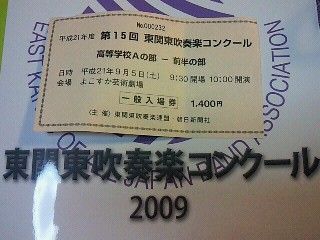 No.000232
平成21年度 第15回 東関東吹奏楽コンクール
高等学校Aの部 － 前半の部
日時 平成21年9月5日(土) 9:30開場 10:00開演
会場 よこすか芸術劇場
一般入場券 1,400円
(主催) 東関東吹奏楽連盟・朝日新聞社
EAST KA
BAND ASSOCIATION
東関東吹奏楽コンクール
2009